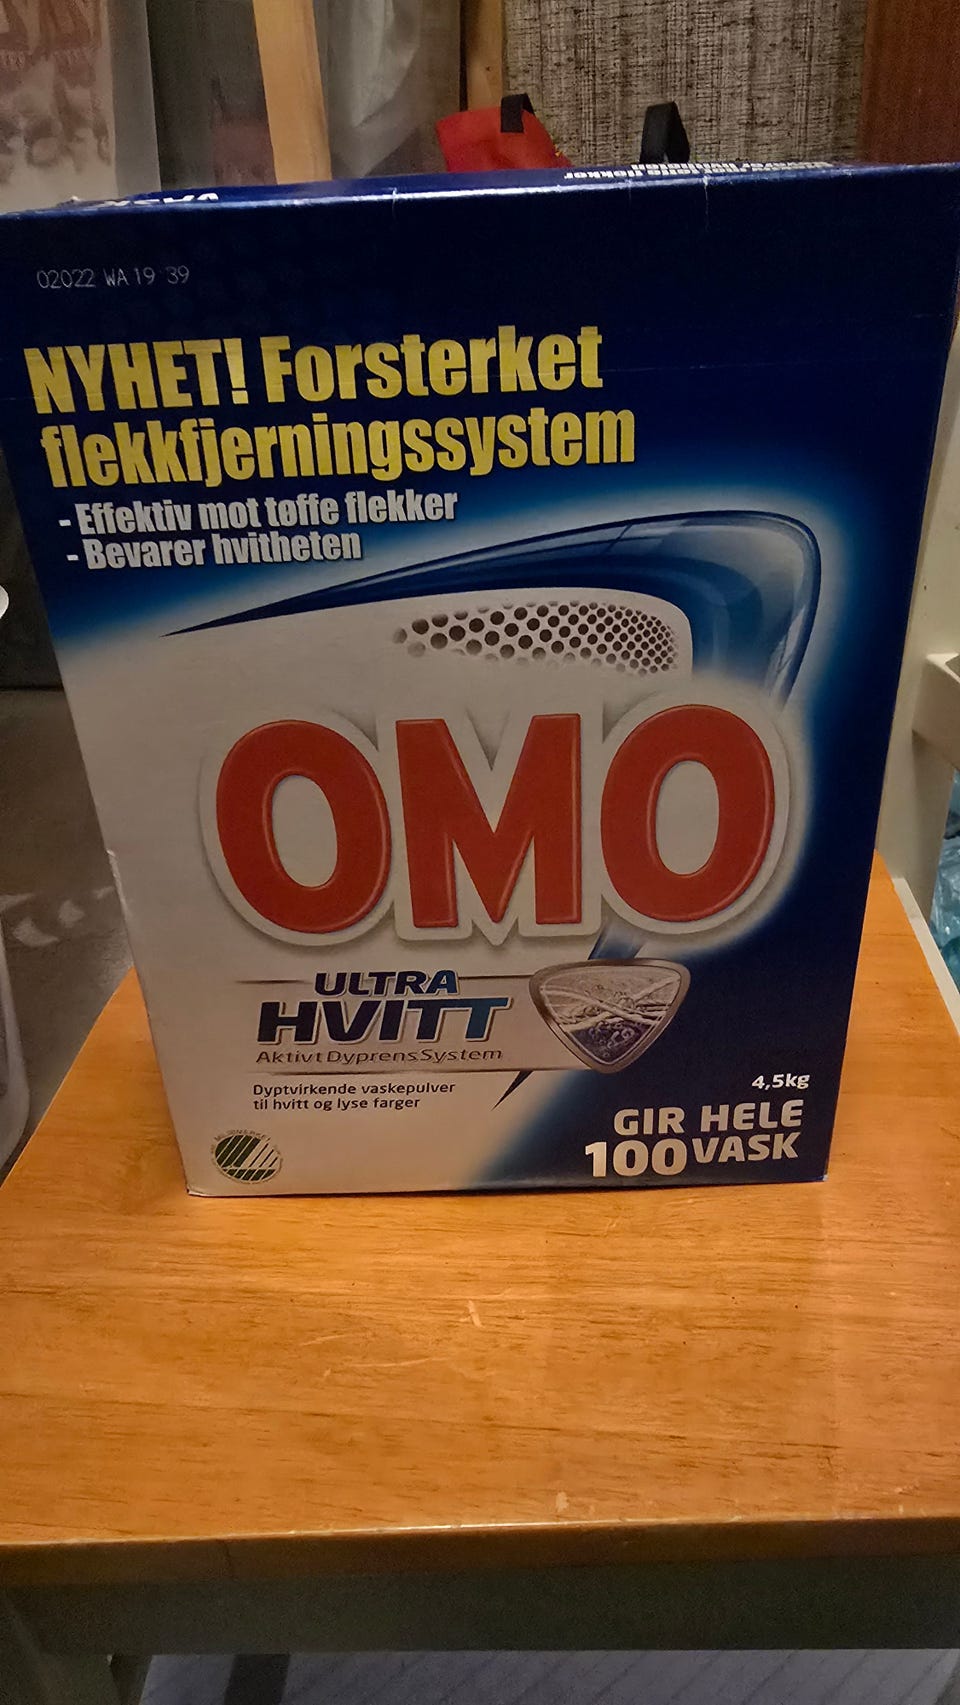 VASK
02022 WA 19 39
NYHET! Forsterket
flekkfjerningssystem
- Effektiv mot tøffe flekker
- Bevarer hvitheten
OMO
ULTRA
HVITT
Aktivt DyprensSystem
Dyptvirkende vaskepulver
til hvitt og lyse farger
4,5kg
GIR HELE
100 VASK